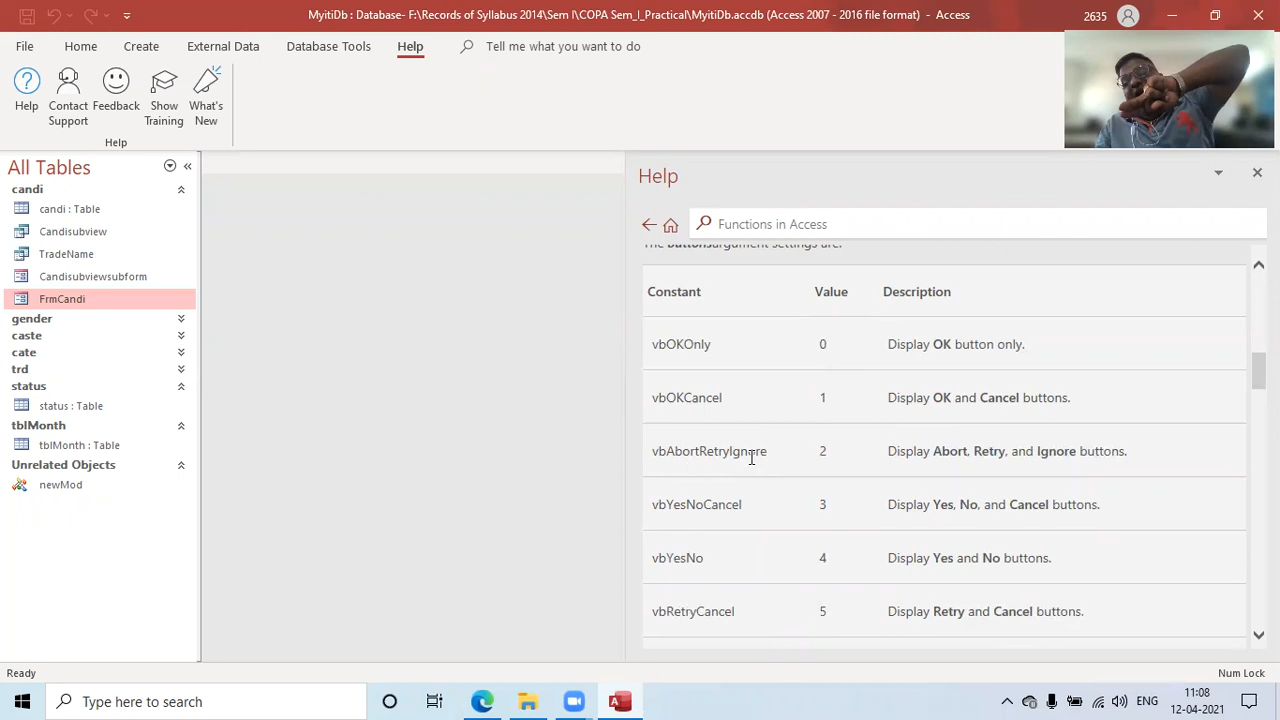 MyitiDb : Database- F:\Records of Syllabus 2014\Sem I\COPA Sem_I_Practical\MyitiDb.accdb (Access 2007 - 2016 file format) - Access
2635
File
Home
Create
External Data
Database Tools
Help
Tell me what you want to do
Help
Contact Support
Feedback
Show Training
What's New
Help
All Tables
candi
candi : Table
Candisubview
TradeName
Candisubviewsubform
FrmCandi
gender
caste
cate
trd
status
status : Table
tblMonth
tblMonth : Table
Unrelated Objects
newMod
Help
Functions in Access
The buttonsargument settings are:
Constant Value Description
vbOKOnly 0 Display OK button only.
vbOKCancel 1 Display OK and Cancel buttons.
vbAbortRetryIgnore 2 Display Abort, Retry, and Ignore buttons.
vbYesNoCancel 3 Display Yes, No, and Cancel buttons.
vbYesNo 4 Display Yes and No buttons.
vbRetryCancel 5 Display Retry and Cancel buttons.
Ready
Num Lock
Type here to search
ENG
11:08
12-04-2021